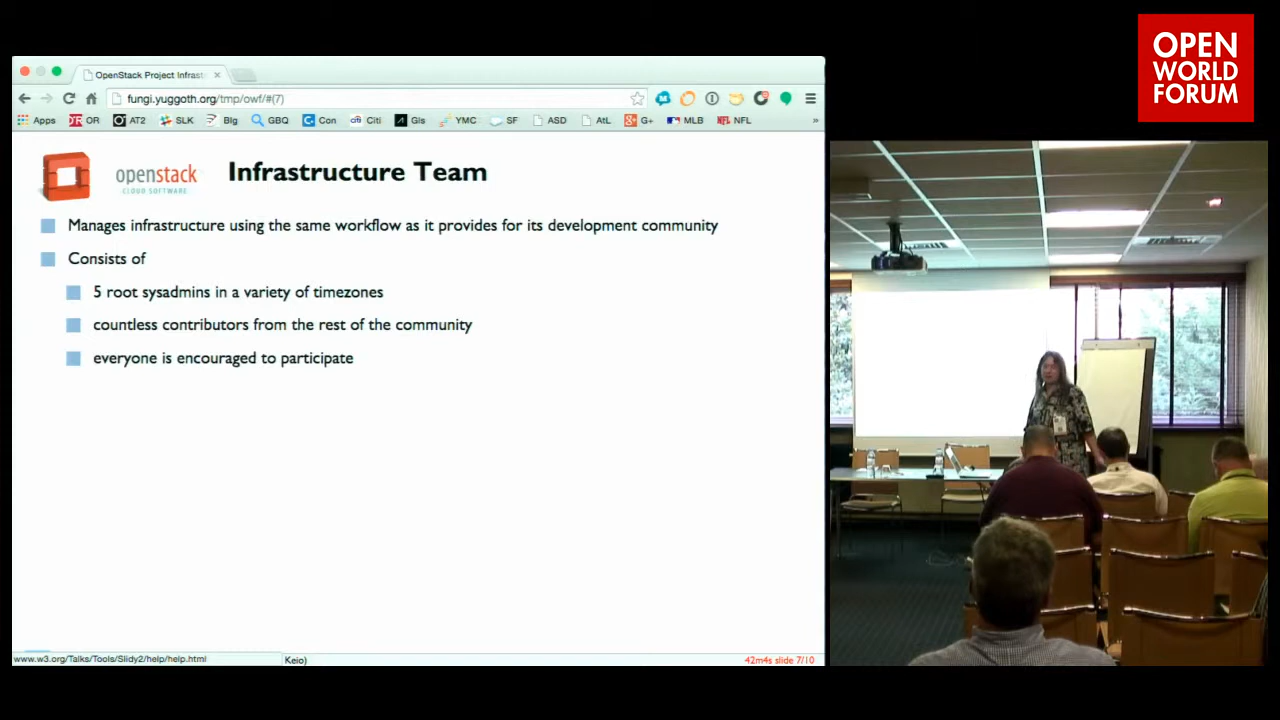 OPEN
WORLD
FORUM
OpenStack Project Infrast
fungi.yuggoth.org/tmp/owf/#(7)
Apps OR AT2 SLK Big GBQ Con Citi Gls YMC SF ASD AtL G+ MLB NFL »
openstack
CLOUD SOFTWARE
Infrastructure Team
Manages infrastructure using the same workflow as it provides for its development community
Consists of
5 root sysadmins in a variety of timezones
countless contributors from the rest of the community
everyone is encouraged to participate
www.w3.org/Talks/Tools/Slidy2/help/help.html
Keio)
42m4s slide 7/10